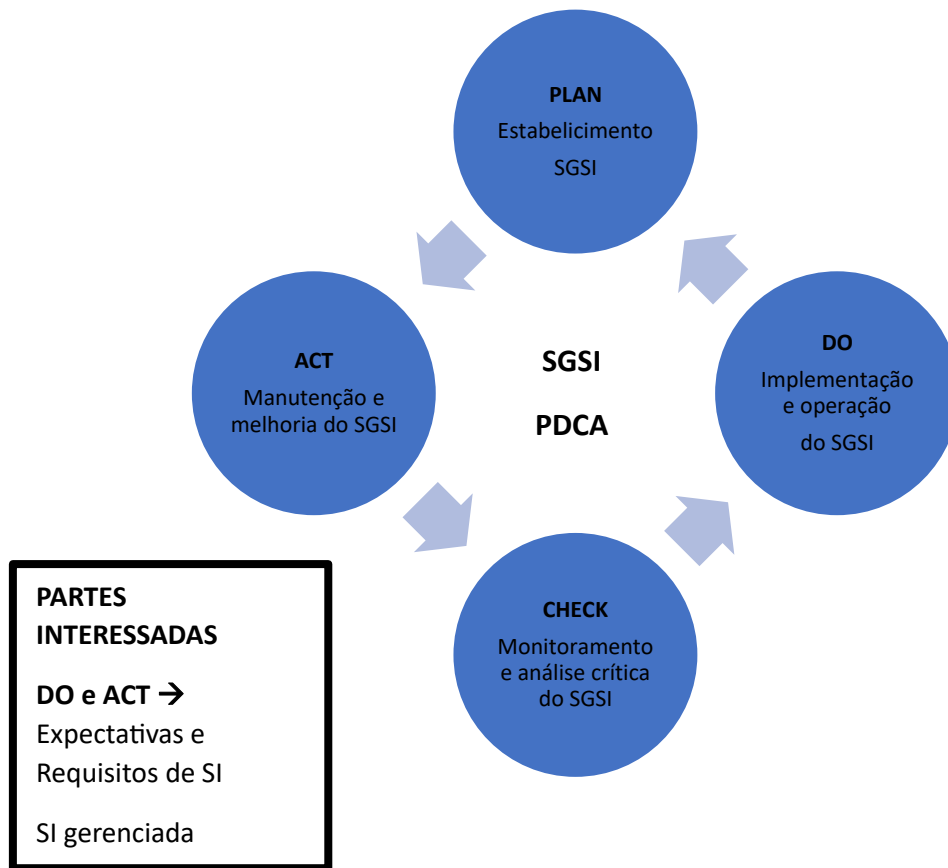 PLAN
Estabelicimento
SGSI
ACT
Manutenção e
melhoria do SGSI
SGSI
PDCA
DO
Implementação
e operação
do SGSI
CHECK
Monitoramento
e análise crítica
do SGSI
PARTES
INTERESSADAS
DO e ACT →
Expectativas e
Requisitos de SI
SI gerenciada